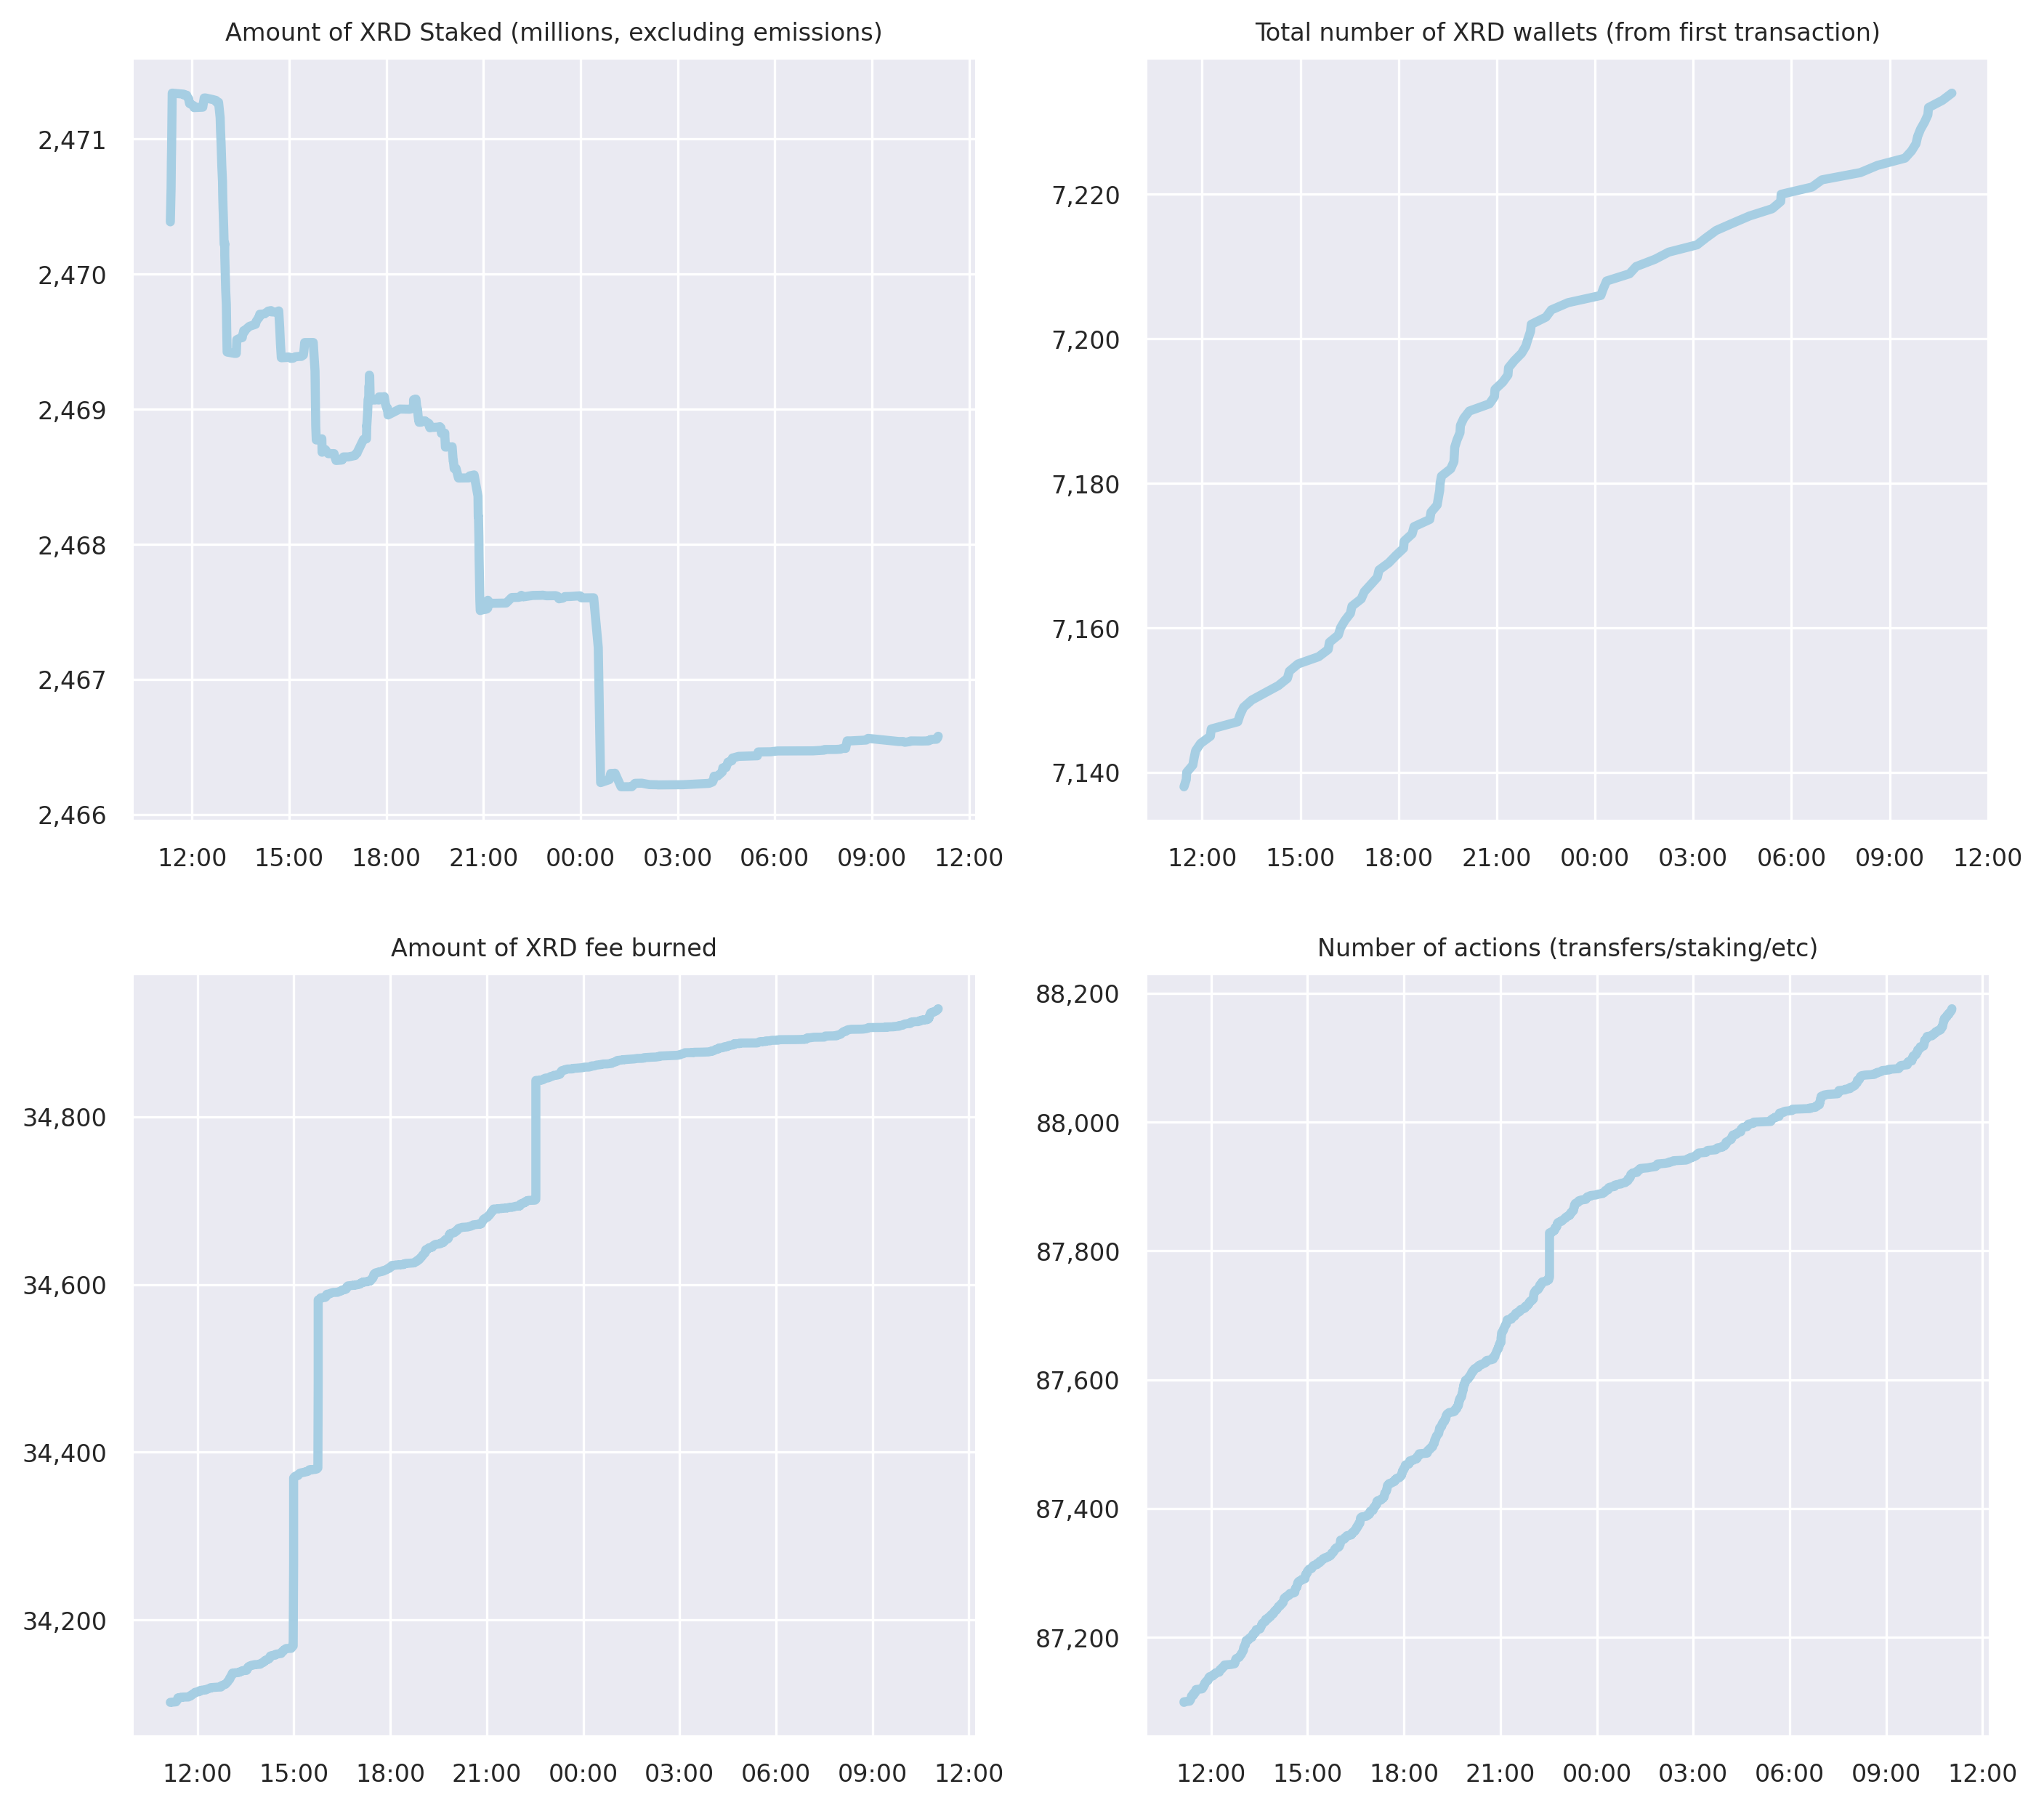 Amount of XRD Staked (millions, excluding emissions)
2,471
2,470
2,469
2,468
2,467
2,466
12:00 15:00 18:00 21:00 00:00 03:00 06:00 09:00 12:00
Total number of XRD wallets (from first transaction)
7,220
7,200
7,180
7,160
7,140
12:00 15:00 18:00 21:00 00:00 03:00 06:00 09:00 12:00
Amount of XRD fee burned
34,800
34,600
34,400
34,200
12:00 15:00 18:00 21:00 00:00 03:00 06:00 09:00 12:00
Number of actions (transfers/staking/etc)
88,200
88,000
87,800
87,600
87,400
87,200
12:00 15:00 18:00 21:00 00:00 03:00 06:00 09:00 12:00